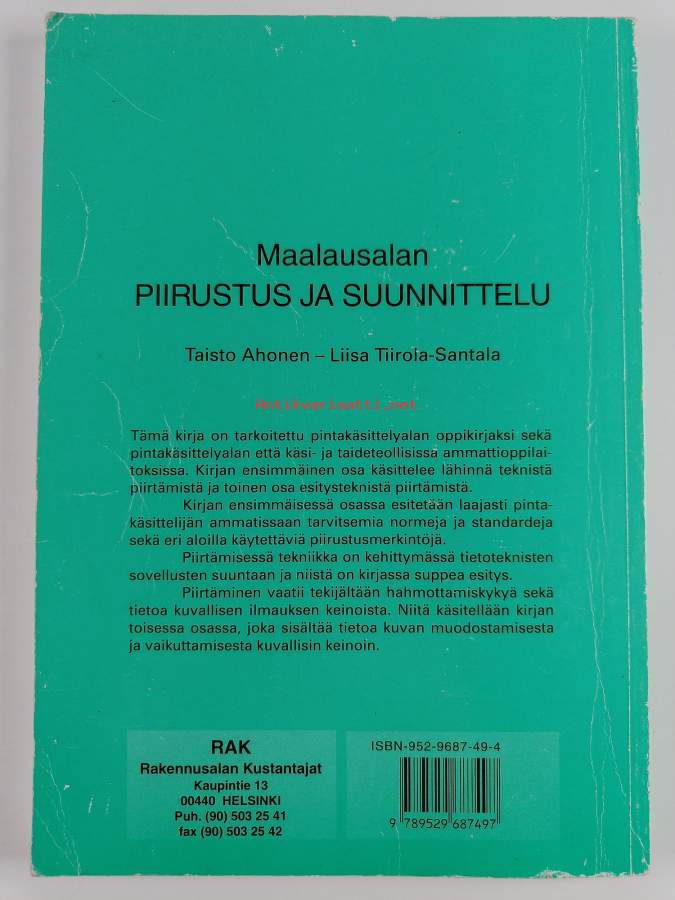 Maalausalan
PIIRUSTUS JA SUUNNITTELU
Taisto Ahonen – Liisa Tiirola-Santala
Antikvariaatti.net
Tämä kirja on tarkoitettu pintakäsittelyalan oppikirjaksi sekä
pintakäsittelyalan että käsi- ja taideteollisissa ammattioppilai-
toksissa. Kirjan ensimmäinen osa käsittelee lähinnä teknistä
piirtämistä ja toinen osa esitysteknistä piirtämistä.
Kirjan ensimmäisessä osassa esitetään laajasti pinta-
käsittelijän ammatissaan tarvitsemia normeja ja standardeja
sekä eri aloilla käytettäviä piirustusmerkintöjä.
Piirtämisessä tekniikka on kehittymässä tietoteknisten
sovellusten suuntaan ja niistä on kirjassa suppea esitys.
Piirtäminen vaatii tekijältään hahmottamiskykyä sekä
tietoa kuvallisen ilmauksen keinoista. Niitä käsitellään kirjan
toisessa osassa, joka sisältää tietoa kuvan muodostamisesta
ja vaikuttamisesta kuvallisin keinoin.
RAK
Rakennusalan Kustantajat
Kaupintie 13
00440 HELSINKI
Puh. (90) 503 25 41
fax (90) 503 25 42
ISBN-952-9687-49-4
9 789529 687497